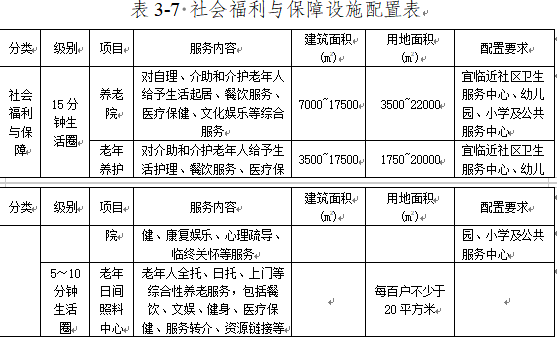 表 3-7·社会福利与保障设施配置表
分类 级别 项目 服务内容 建筑面积(㎡) 用地面积(㎡) 配置要求
社会福利与保障 15 分钟生活圈 养老院 对自理、介助和介护老年人给予生活起居、餐饮服务、医疗保健、文化娱乐等综合服务 7000~17500 3500~22000 宜临近社区卫生服务中心、幼儿园、小学及公共服务中心
老年养护 对介助和介护老年人给予生活护理、餐饮服务、医疗保 3500~17500 1750~20000 宜临近社区卫生服务中心、幼儿
分类 级别 项目 服务内容 建筑面积(㎡) 用地面积(㎡) 配置要求
院 健、康复娱乐、心理疏导、临终关怀等服务 园、小学及公共服务中心
5~10 分钟生活圈 老年日间照料中心 老年人全托、日托、上门等综合性养老服务,包括餐饮、文娱、健身、医疗保健、服务转介、资源链接等 每百户不少于 20 平方米